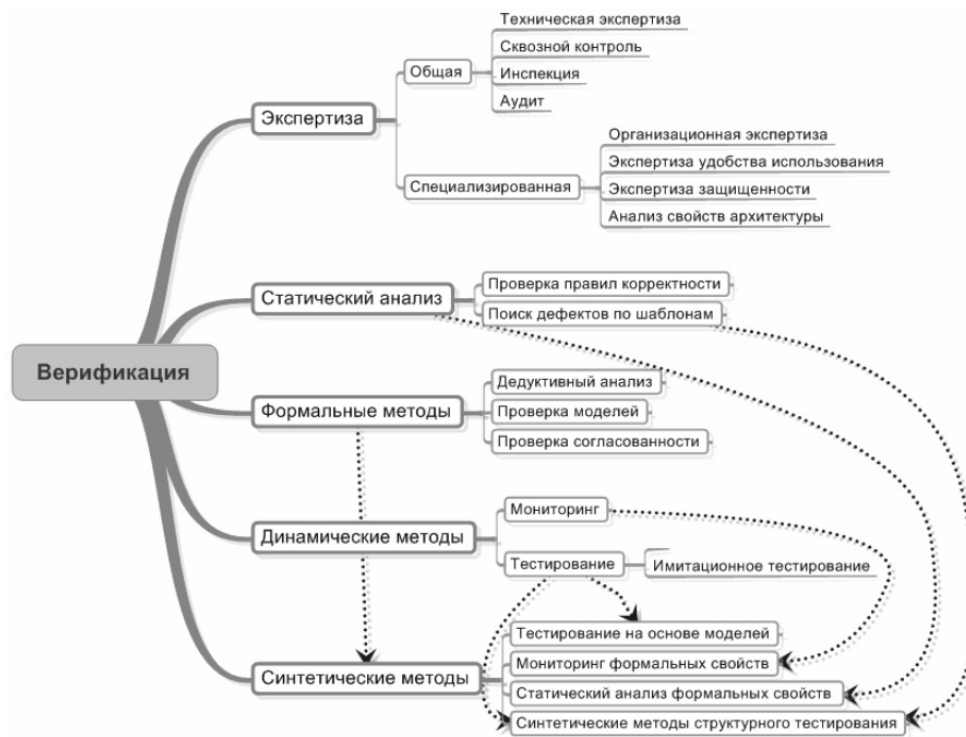 Верификация
Экспертиза
Общая
Техническая экспертиза
Сквозной контроль
Инспекция
Аудит
Специализированная
Организационная экспертиза
Экспертиза удобства использования
Экспертиза защищенности
Анализ свойств архитектуры
Статический анализ
Проверка правил корректности
Поиск дефектов по шаблонам
Формальные методы
Дедуктивный анализ
Проверка моделей
Проверка согласованности
Динамические методы
Мониторинг
Тестирование
Имитационное тестирование
Синтетические методы
Тестирование на основе моделей
Мониторинг формальных свойств
Статический анализ формальных свойств
Синтетические методы структурного тестирования